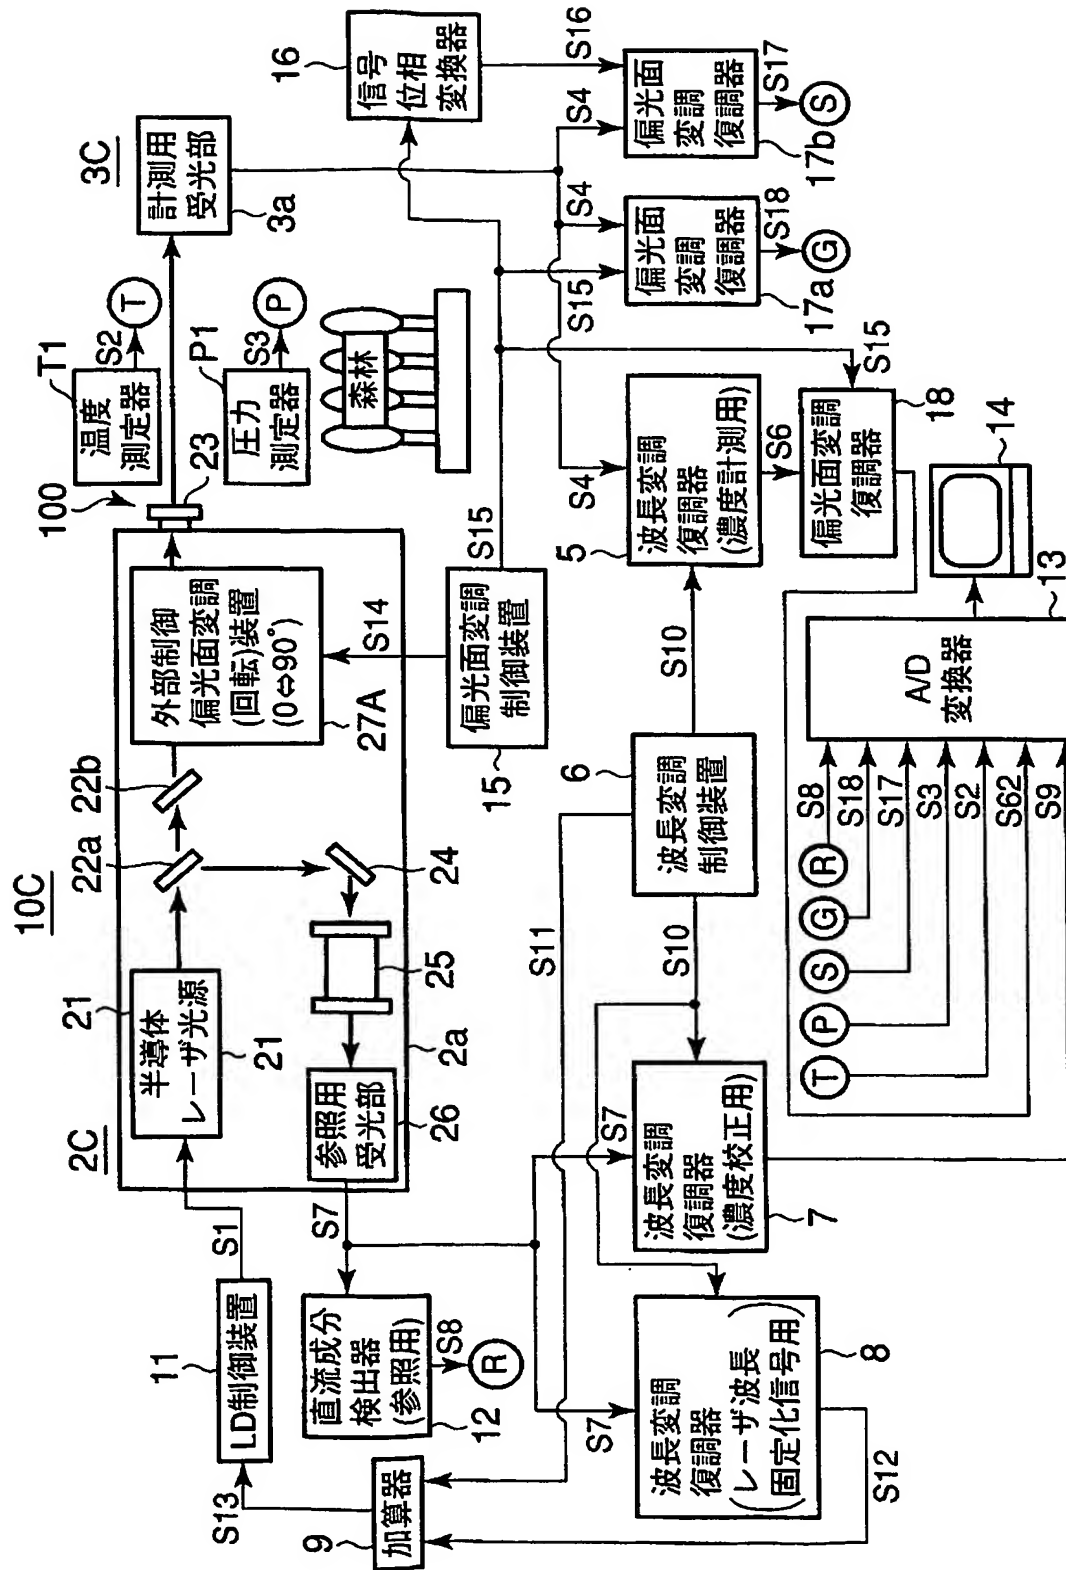 10C
2C
3C
S13
11
LD制御装置
S1
21
半導体
レーザ光源
21
22a
22b
外部制御
偏光面変調
(回転)装置
(0⇔90°)
27A
100
23
T1
温度
測定器
S2
T
P1
圧力
測定器
S3
P
計測用
受光部
3a
森林
16
信号
位相
変換器
S16
9
加算器
直流成分
検出器
(参照用)
12
S8
R
S7
参照用
受光部
26
2a
25
24
S14
15
偏光面変調
制御装置
S15
S4
S4
S15
偏光面
変調
復調器
17a
S18
G
偏光面
変調
復調器
17b
S17
S
S11
S7
S7
波長変調
復調器
(レーザ波長
固定化信号用)
8
S12
波長変調
復調器
(濃度校正用)
7
S10
6
波長変調
制御装置
S10
S4
5
波長変調
復調器
(濃度計測用)
S6
S15
偏光面変調
復調器
18
T
P
S
G
R
S8
S18
S17
S3
S2
S62
S9
A/D
変換器
13
14